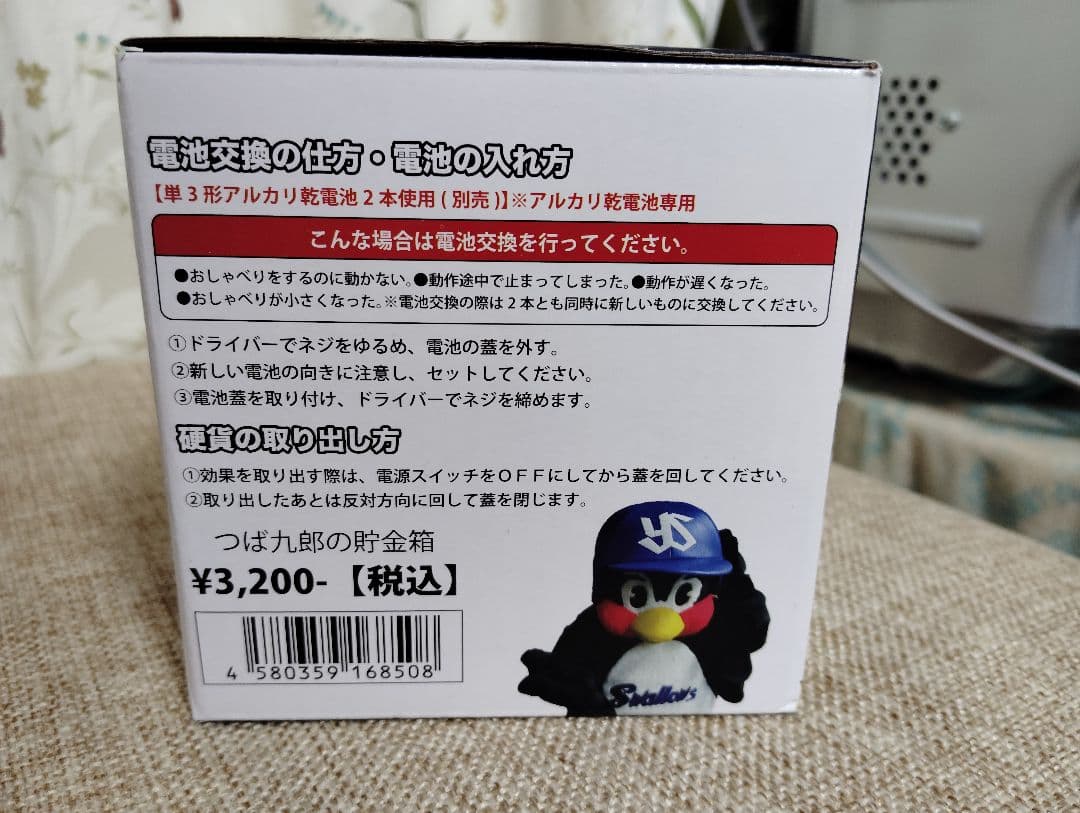 電池交換の仕方・電池の入れ方
【単３形アルカリ乾電池２本使用(別売)】※アルカリ乾電池専用
こんな場合は電池交換を行ってください。
●おしゃべりをするのに動かない。●動作途中で止まってしまった。●動作が遅くなった。
●おしゃべりが小さくなった。※電池交換の際は２本とも同時に新しいものに交換してください。
①ドライバーでネジをゆるめ、電池の蓋を外す。
②新しい電池の向きに注意し、セットしてください。
③電池蓋を取り付け、ドライバーでネジを締めます。
硬貨の取り出し方
①効果を取り出す際は、電源スイッチをＯＦＦにしてから蓋を回してください。
②取り出したあとは反対方向に回して蓋を閉じます。
つば九郎の貯金箱
¥3,200-【税込】
4 580359 168508
YS
Swallows